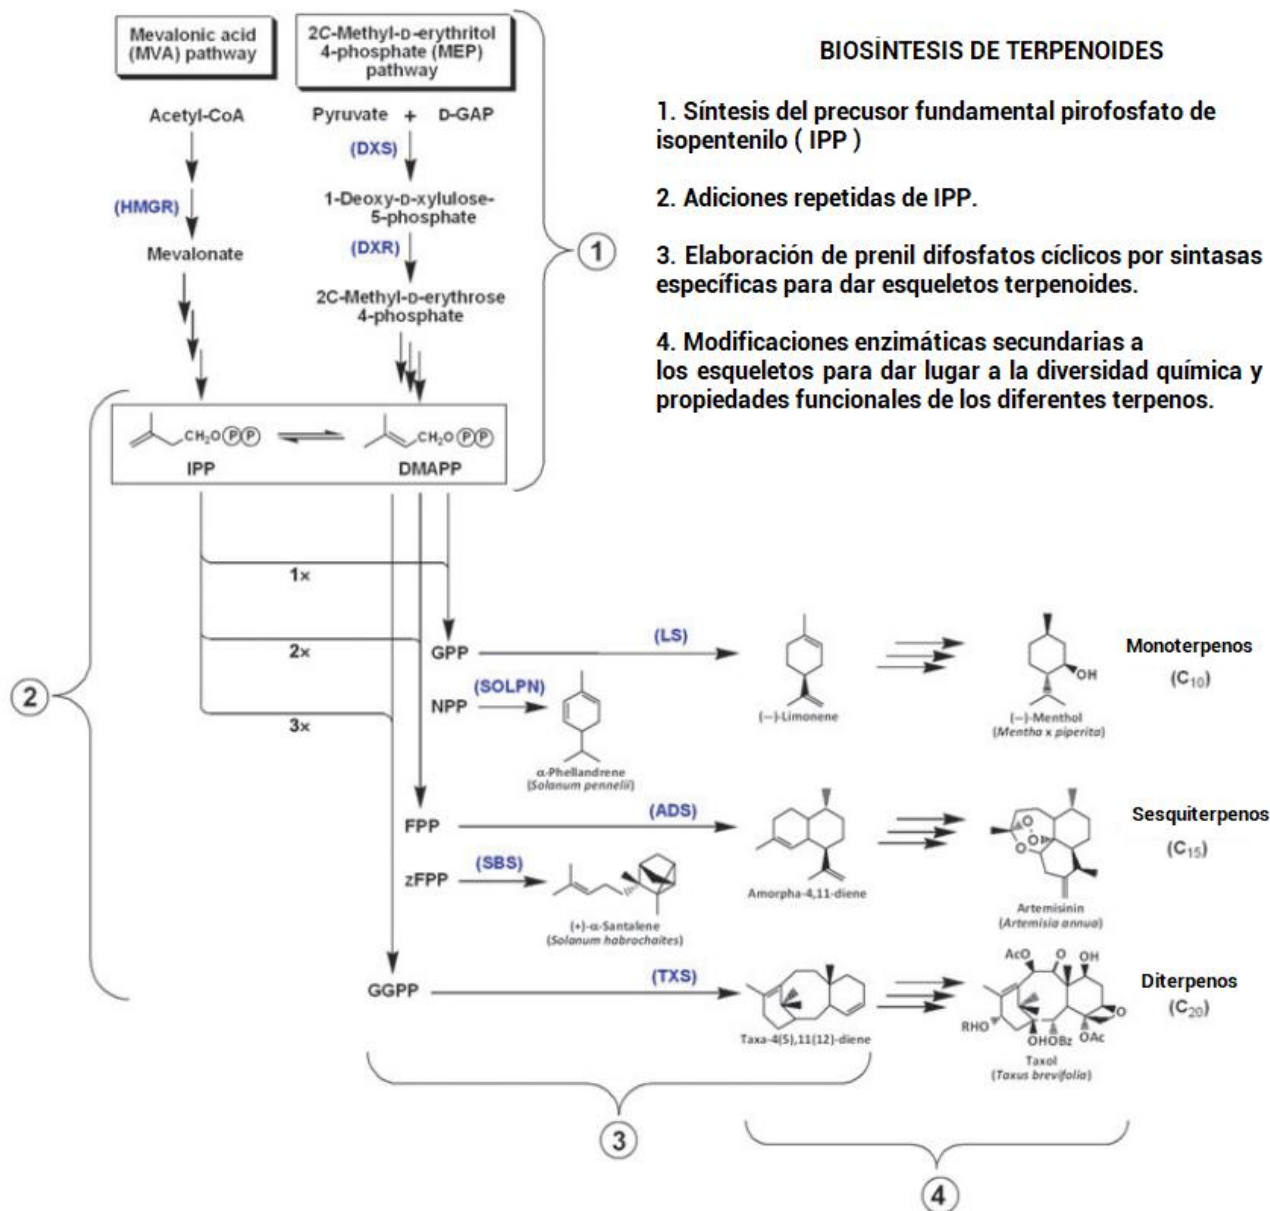 Mevalonic acid
(MVA) pathway
2C-Methyl-D-erythritol
4-phosphate (MEP)
pathway
Acetyl-CoA
Pyruvate + D-GAP
(DXS)
(HMGR)
1-Deoxy-D-xylulose-
5-phosphate
Mevalonate
(DXR)
2C-Methyl-D-erythrose
4-phosphate
1
BIOSÍNTESIS DE TERPENOIDES
1. Síntesis del precusor fundamental pirofosfato de
isopentenilo ( IPP )
2. Adiciones repetidas de IPP.
3. Elaboración de prenil difosfatos cíclicos por sintasas
específicas para dar esqueletos terpenoides.
4. Modificaciones enzimáticas secundarias a
los esqueletos para dar lugar a la diversidad química y
propiedades funcionales de los diferentes terpenos.
CH₂O P P
CH₂O P P
IPP
DMAPP
1×
2×
3×
2
GPP
(LS)
(−)-Limonene
OH
(−)-Menthol
(Mentha x piperita)
Monoterpenos
(C₁₀)
NPP
(SOLPN)
α-Phellandrene
(Solanum pennelii)
FPP
(ADS)
Amorpha-4,11-diene
O
O
O
O
Artemisinin
(Artemisia annua)
Sesquiterpenos
(C₁₅)
zFPP
(SBS)
(+)-α-Santalene
(Solanum habrochaites)
GGPP
(TXS)
Taxa-4(5),11(12)-diene
AcO
O
OH
RHO
OHOBz
OAc
O
Taxol
(Taxus brevifolia)
Diterpenos
(C₂₀)
3
4